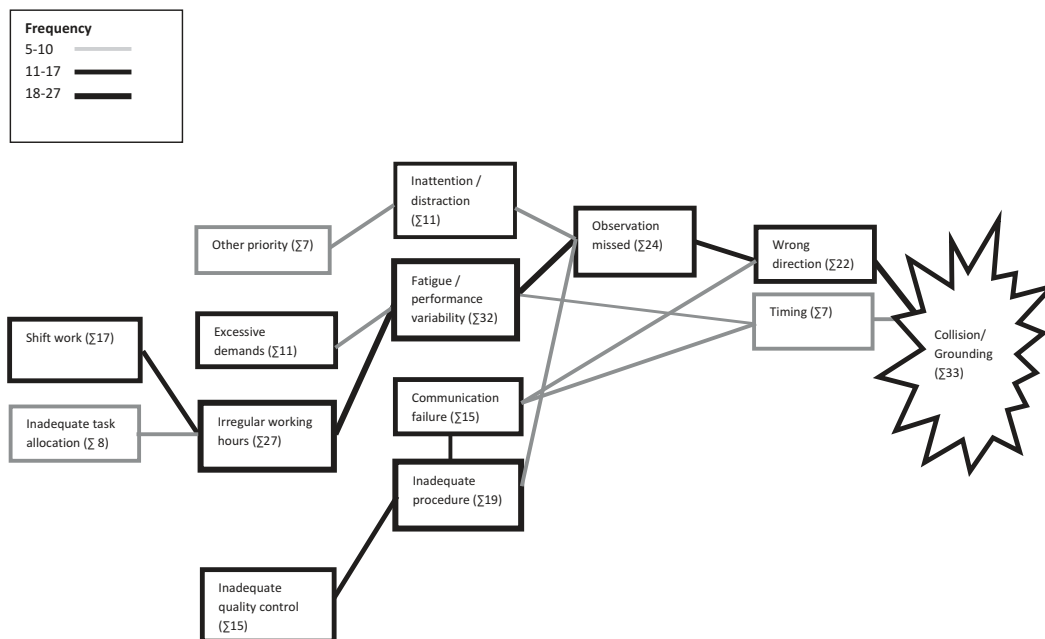 Frequency
5-10
11-17
18-27
Inattention /
distraction
(∑11)
Other priority (∑7)
Observation
missed (∑24)
Wrong
direction (∑22)
Fatigue /
performance
variability (∑32)
Timing (∑7)
Shift work (∑17)
Excessive
demands (∑11)
Collision/
Grounding
(∑33)
Communication
failure (∑15)
Inadequate task
allocation (∑ 8)
Irregular working
hours (∑27)
Inadequate
procedure (∑19)
Inadequate
quality control
(∑15)